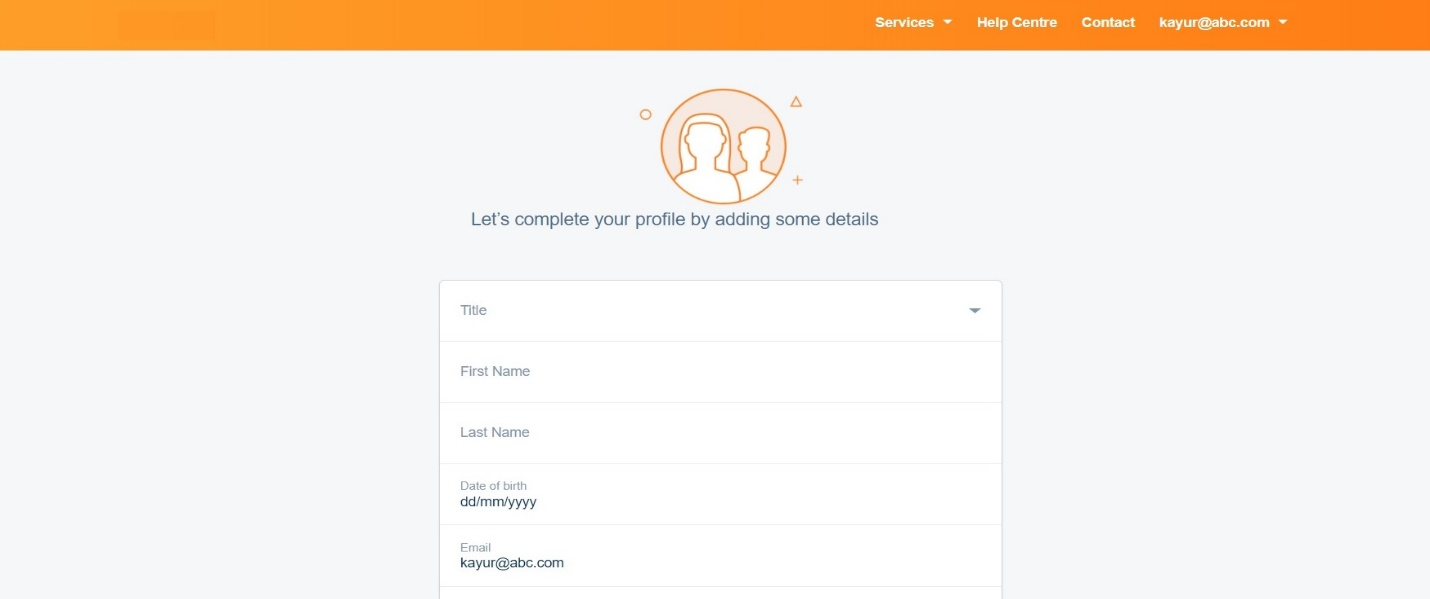 Services Help Centre Contact kayur@abc.com
Let's complete your profile by adding some details
Title
First Name
Last Name
Date of birth
dd/mm/yyyy
Email
kayur@abc.com